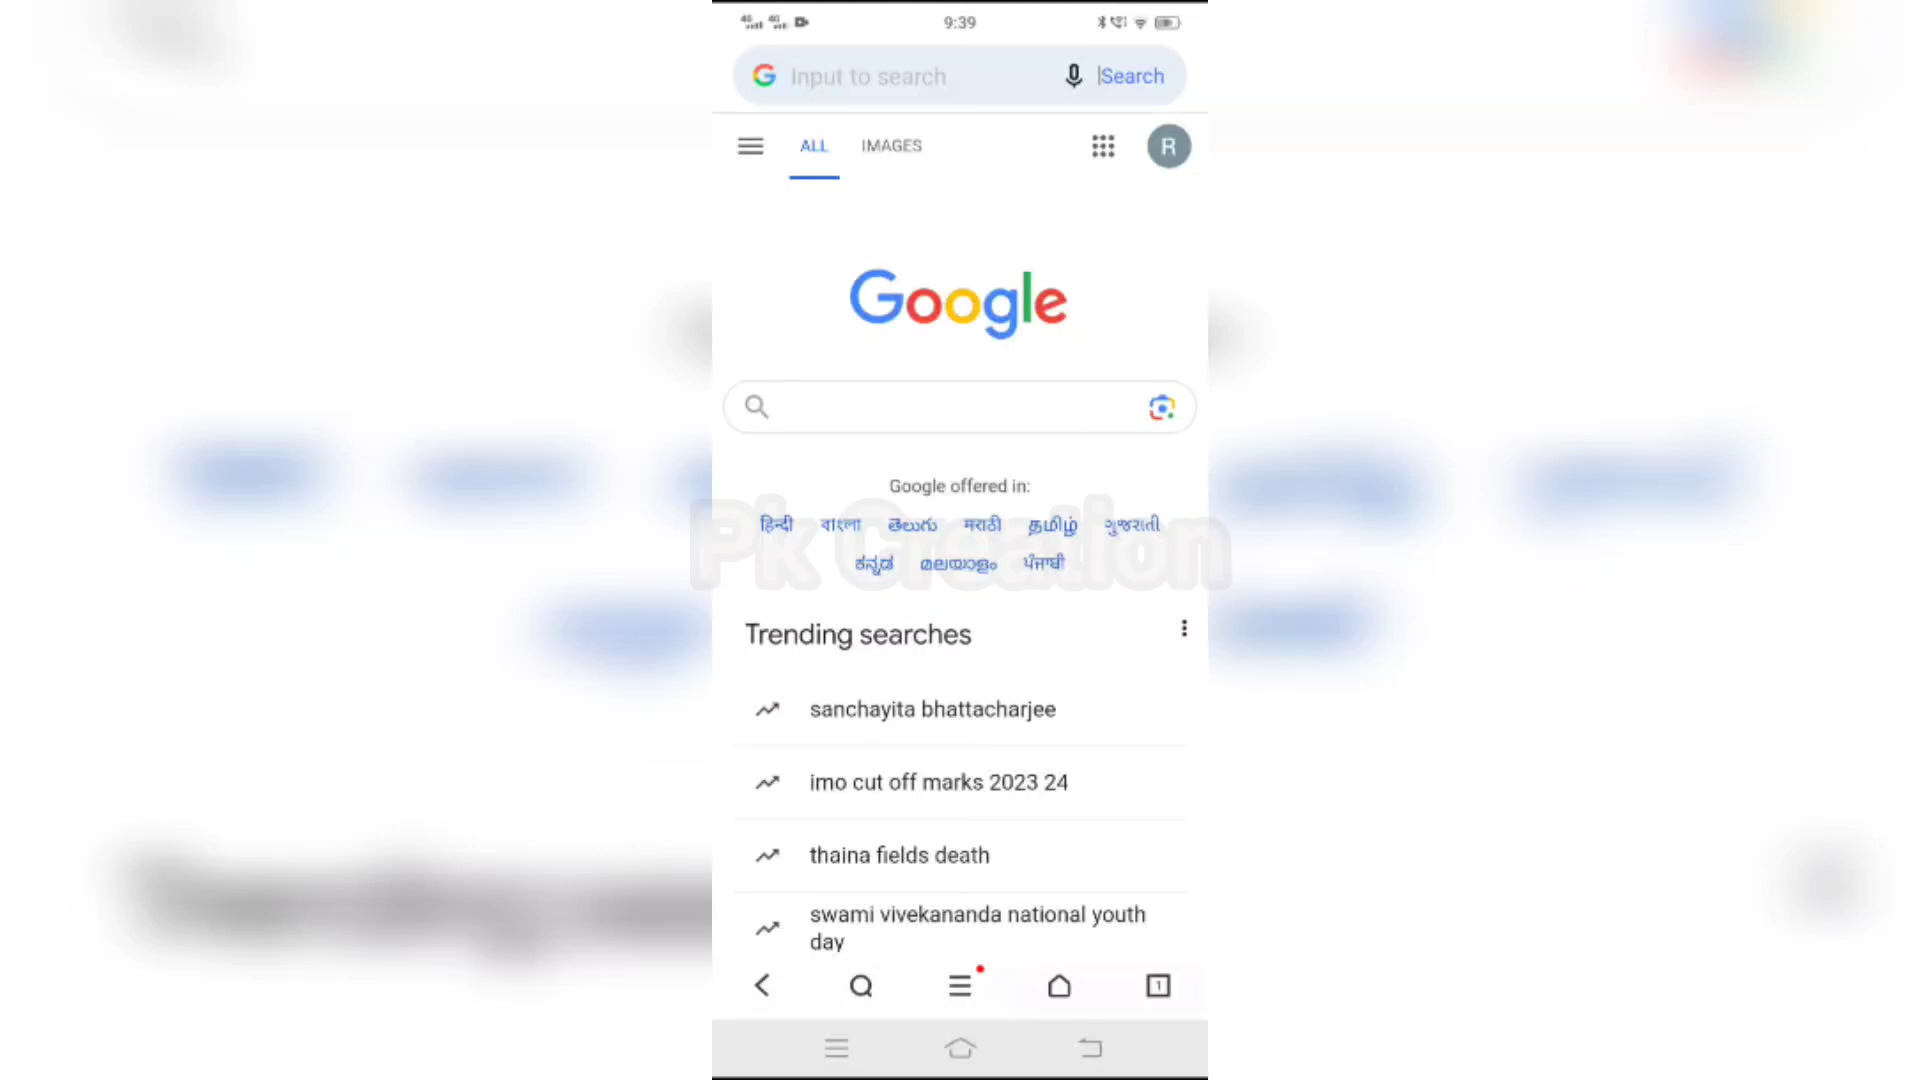 9:39
Input to search Search
ALL IMAGES R
Google
Google offered in:
हिन्दी বাংলা తెలుగు मराठी தமிழ் ગુજરાતી
ಕನ್ನಡ മലയാളം ਪੰਜਾਬੀ
Pk Creation
Trending searches
sanchayita bhattacharjee
imo cut off marks 2023 24
thaina fields death
swami vivekananda national youth
day
1